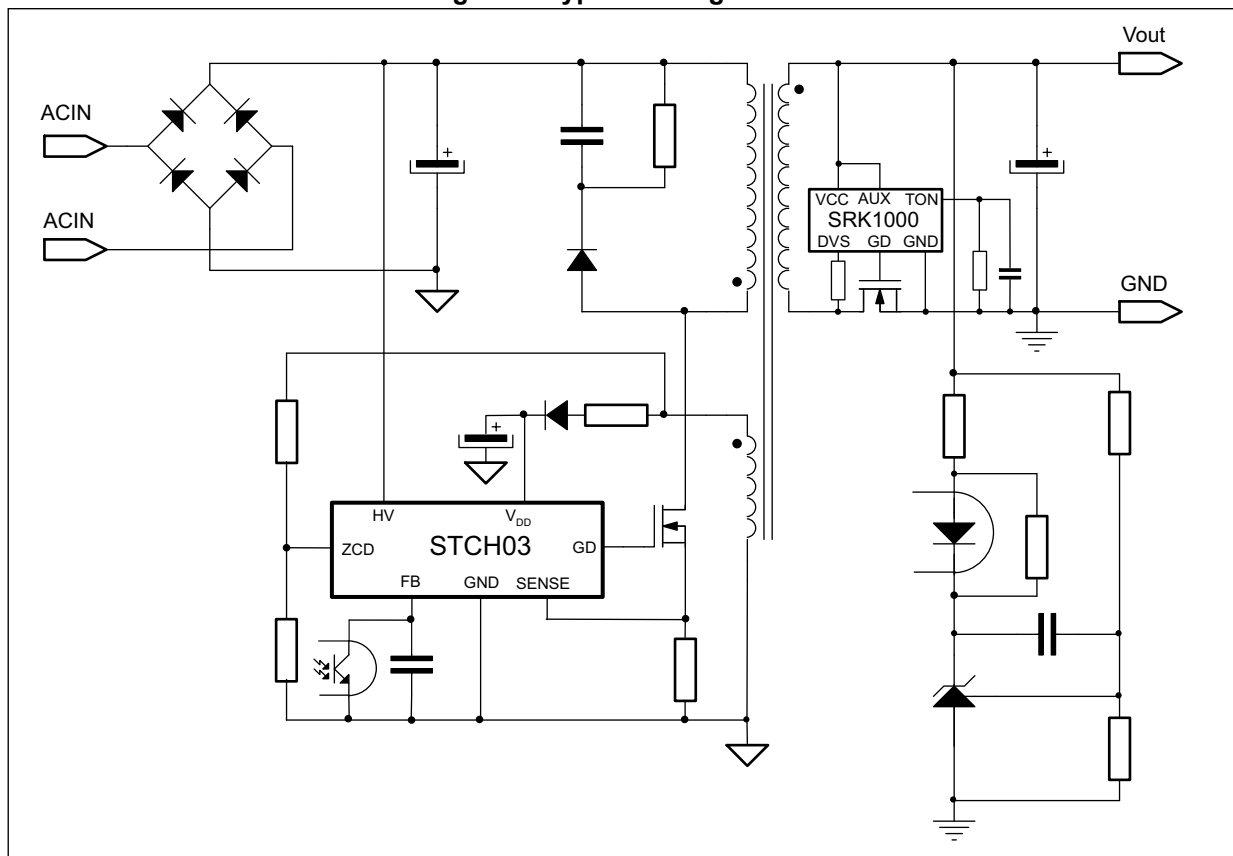 Vout
ACIN
VCC AUX TON
SRK1000
DVS GD GND
ACIN
GND
HV
VDD
ZCD
STCH03
GD
FB
GND
SENSE
+
+
+